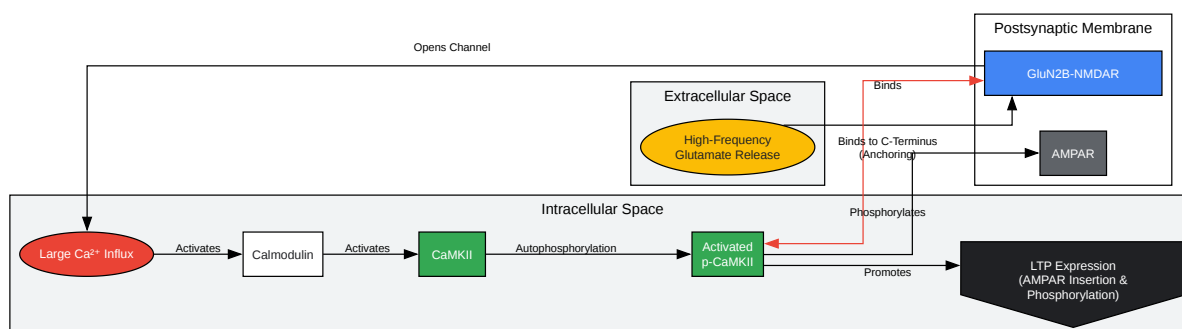 Postsynaptic Membrane
Opens Channel
GluN2B-NMDAR
Binds
Extracellular Space
High-Frequency
Glutamate Release
Binds to C-Terminus
(Anchoring)
AMPAR
Intracellular Space
Phosphorylates
Large Ca²⁺ Influx
Activates
Calmodulin
Activates
CaMKII
Autophosphorylation
Activated
p-CaMKII
Promotes
LTP Expression
(AMPAR Insertion &
Phosphorylation)